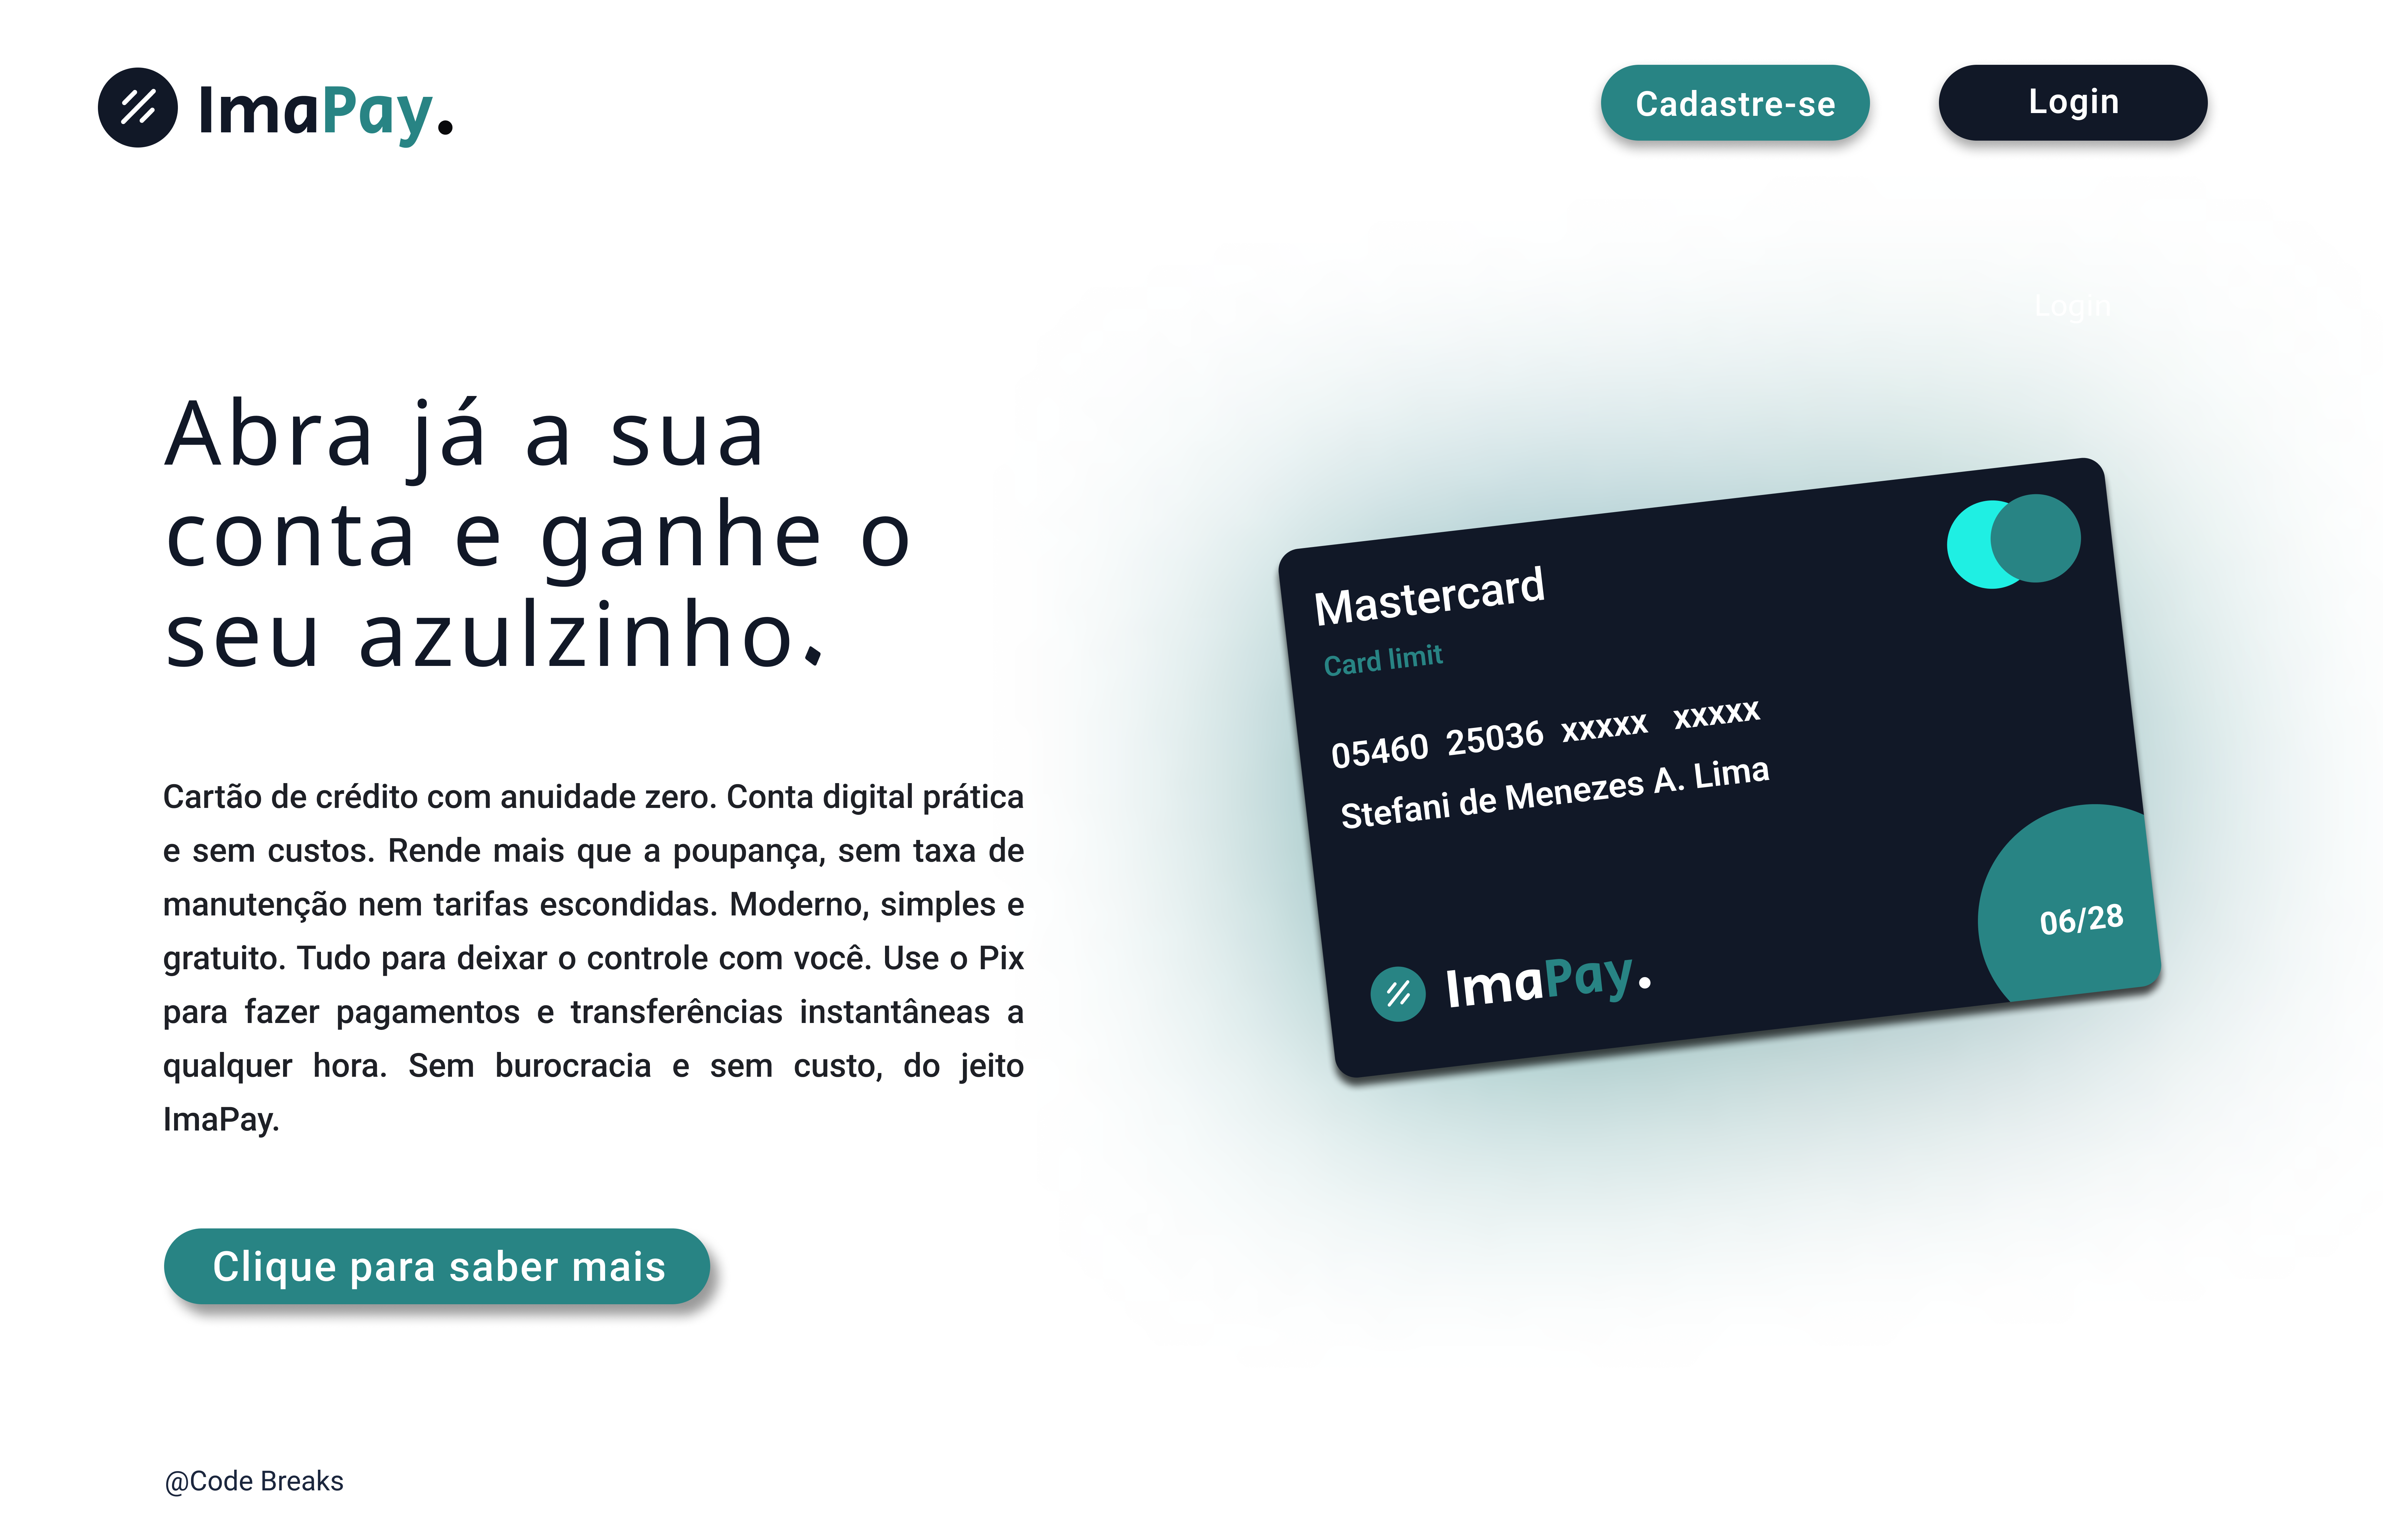 ImaPay.
Cadastre-se
Login
Login
Abra já a sua
conta e ganhe o
seu azulzinho.
Cartão de crédito com anuidade zero. Conta digital prática
e sem custos. Rende mais que a poupança, sem taxa de
manutenção nem tarifas escondidas. Moderno, simples e
gratuito. Tudo para deixar o controle com você. Use o Pix
para fazer pagamentos e transferências instantâneas a
qualquer hora. Sem burocracia e sem custo, do jeito
ImaPay.
Clique para saber mais
Mastercard
Card limit
05460 25036 xxxxx xxxxx
Stefani de Menezes A. Lima
06/28
ImaPay.
@Code Breaks